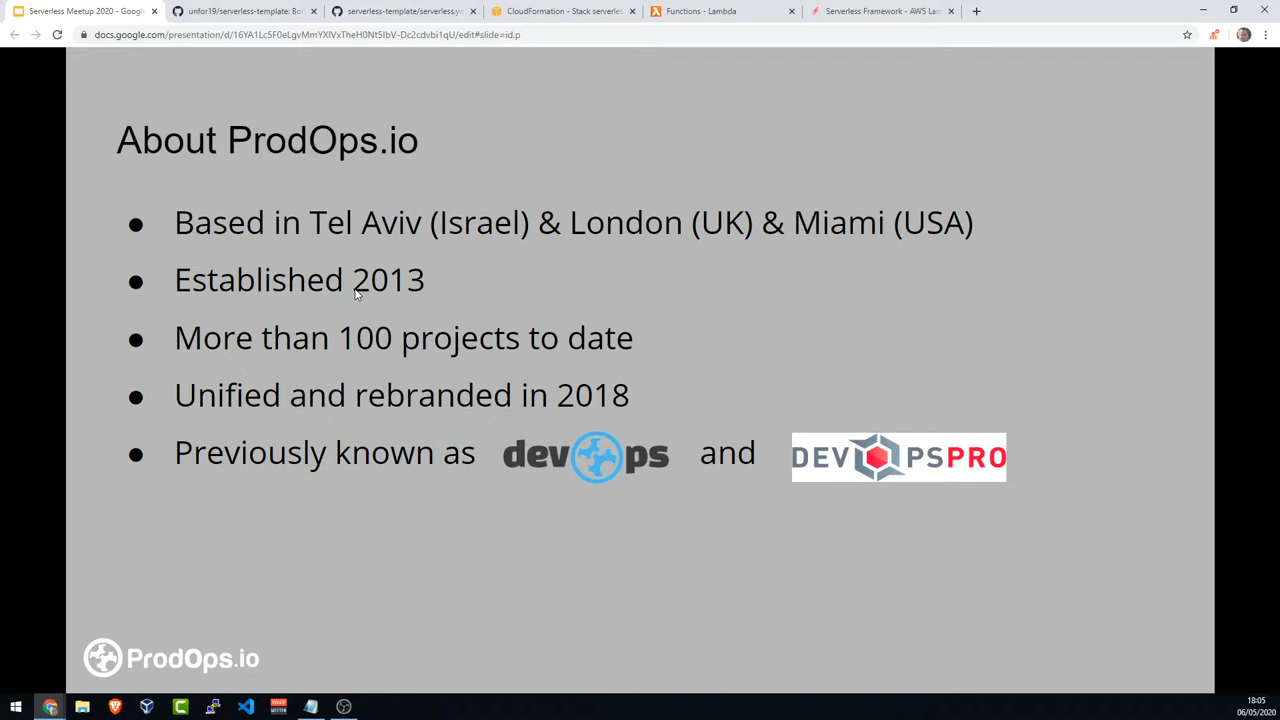 Serverless Meetup 2020 - Google
unfor19/serverless-template: Boi
serverless-template/serverless.y
CloudFormation - Stack serverles
Functions - Lambda
Serverless Framework - AWS Lam
docs.google.com/presentation/d/16YA1Lc5F0eLgvMmYXIVxTheH0Nt5IbV-Dc2cdvbi1qU/edit#slide=id.p
About ProdOps.io
● Based in Tel Aviv (Israel) & London (UK) & Miami (USA)
● Established 2013
● More than 100 projects to date
● Unified and rebranded in 2018
● Previously known as devops and DEVOPSPRO
ProdOps.io
18:05
06/05/2020